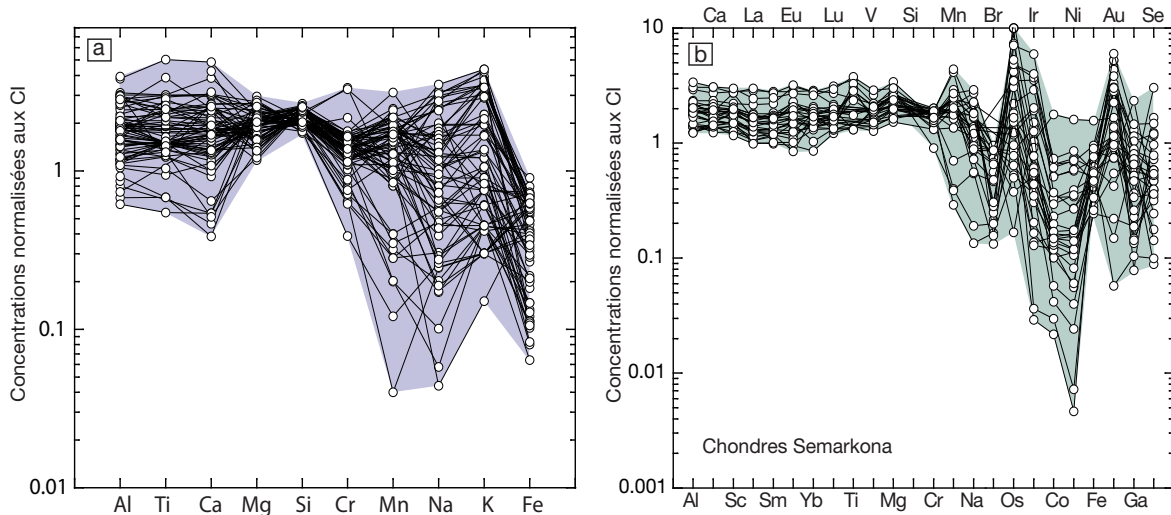 a
Concentrations normalisées aux CI
1
0.1
0.01
Al Ti Ca Mg Si Cr Mn Na K Fe
Ca La Eu Lu V Si Mn Br Ir Ni Au Se
b
Concentrations normalisées aux CI
10
1
0.1
0.01
0.001
Chondres Semarkona
Al Sc Sm Yb Ti Mg Cr Na Os Co Fe Ga